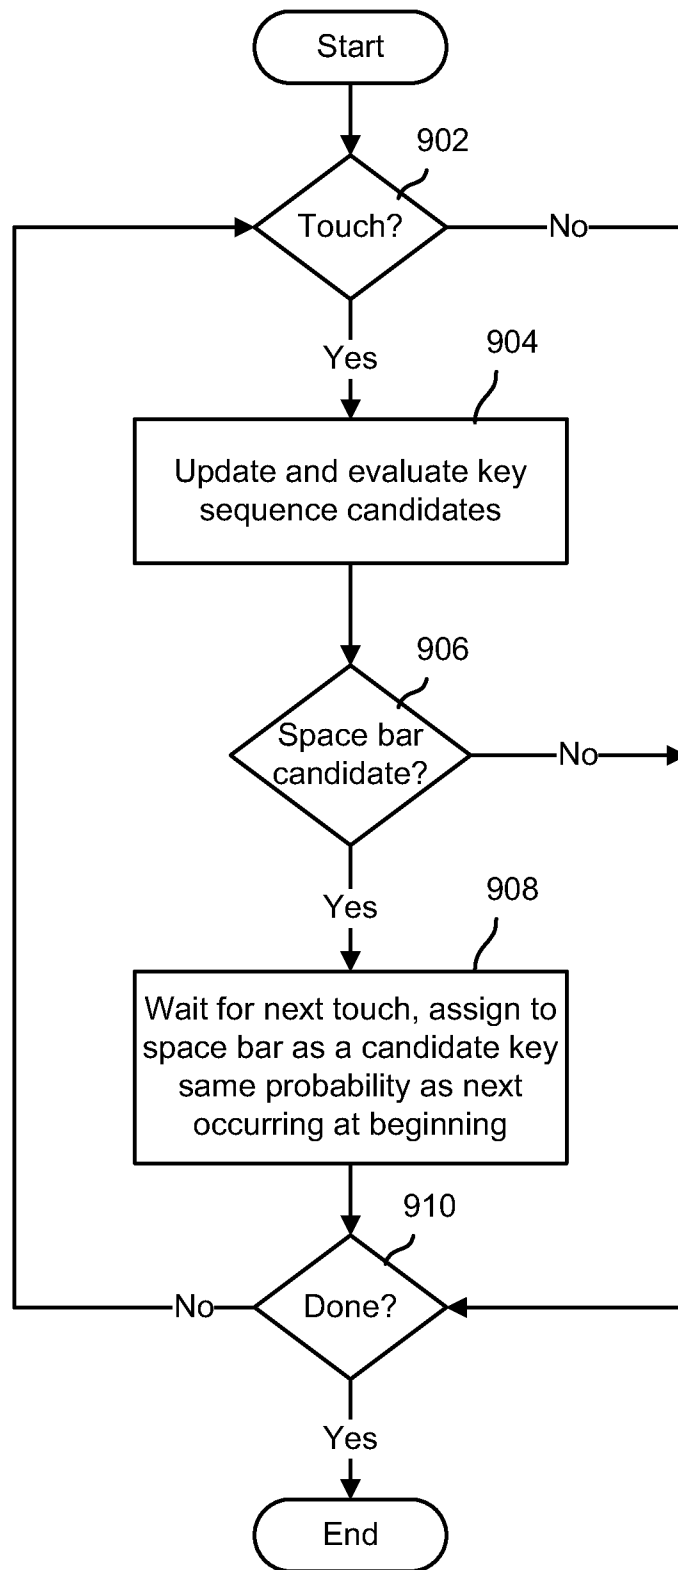 Start
902
Touch?
No
Yes
904
Update and evaluate key
sequence candidates
906
Space bar
candidate?
No
Yes
908
Wait for next touch, assign to
space bar as a candidate key
same probability as next
occurring at beginning
910
Done?
No
Yes
End